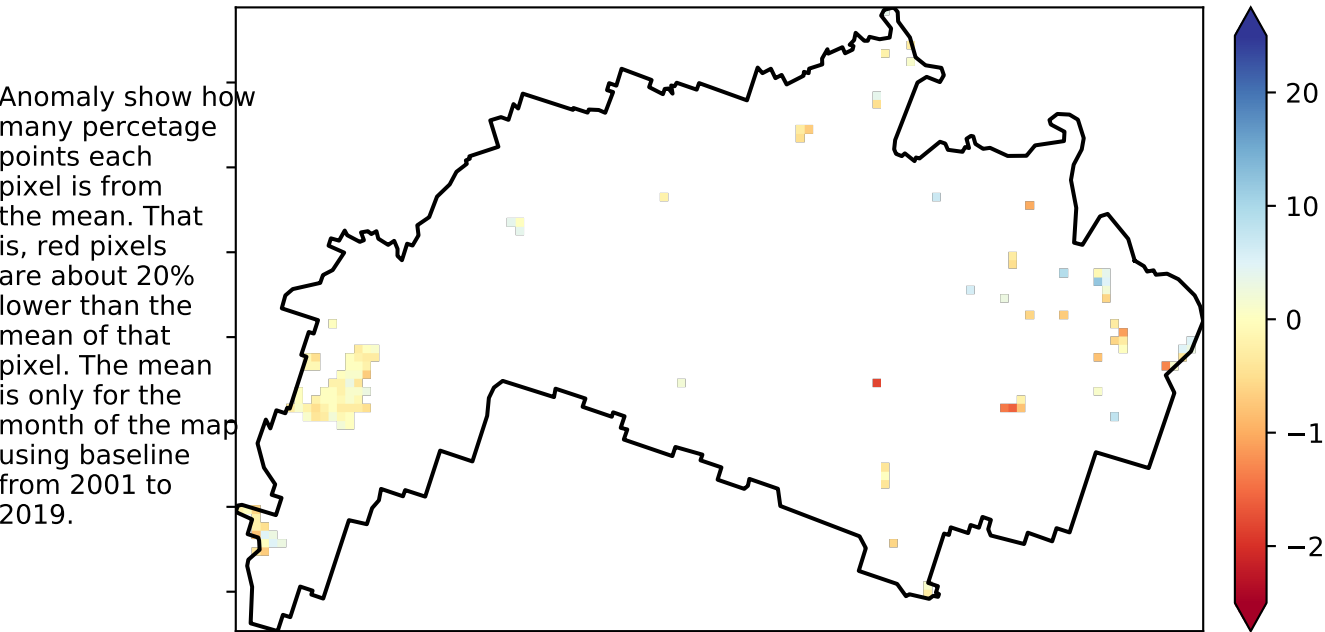 Anomaly show how
many percetage
points each
pixel is from
the mean. That
is, red pixels
are about 20%
lower than the
mean of that
pixel. The mean
is only for the
month of the map
using baseline
from 2001 to
2019.
20
10
0
−1
−2